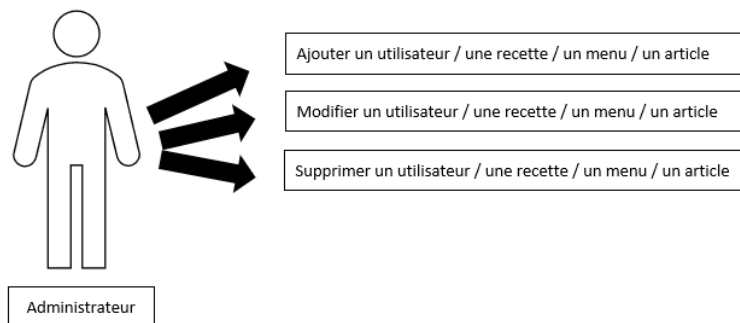 Ajouter un utilisateur / une recette / un menu / un article
Modifier un utilisateur / une recette / un menu / un article
Supprimer un utilisateur / une recette / un menu / un article
Administrateur